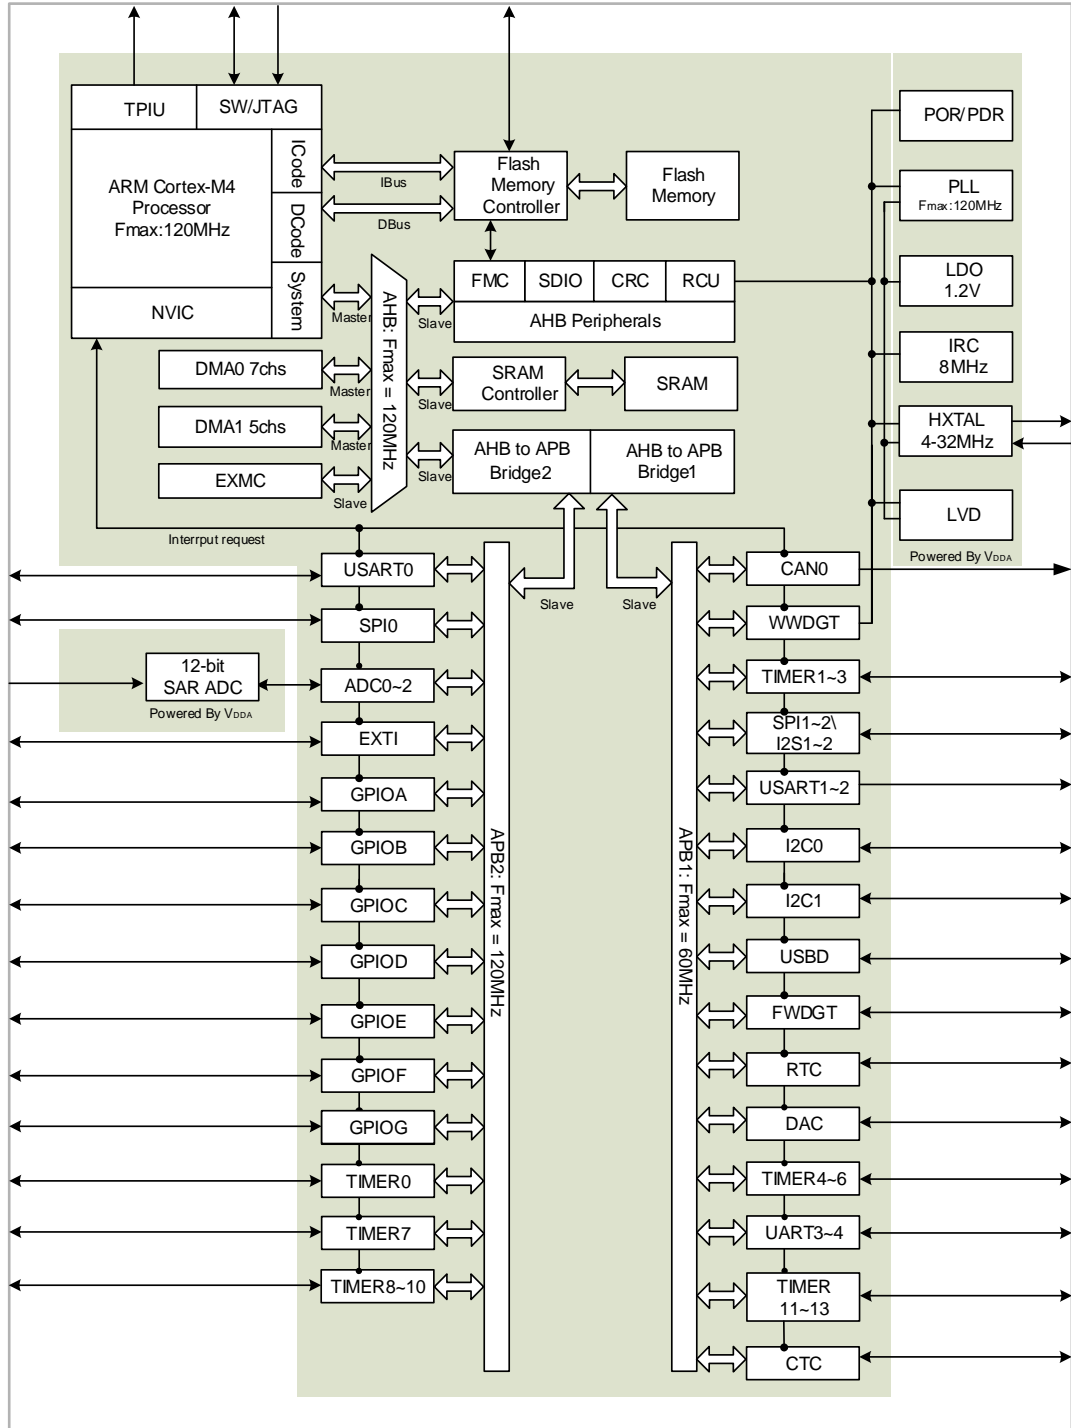 TPIU
SW/JTAG
ARM Cortex-M4
Processor
Fmax:120MHz
ICode
DCode
System
NVIC
IBus
DBus
Flash
Memory
Controller
Flash
Memory
POR/PDR
PLL
Fmax:120MHz
LDO
1.2V
IRC
8MHz
HXTAL
4-32MHz
LVD
Powered By VDDA
FMC
SDIO
CRC
RCU
AHB Peripherals
AHB: Fmax = 120MHz
Master
Slave
DMA0 7chs
Master
Slave
SRAM
Controller
SRAM
DMA1 5chs
Master
Slave
AHB to APB
Bridge2
AHB to APB
Bridge1
EXMC
Slave
Interrput request
Slave
Slave
USART0
SPI0
12-bit
SAR ADC
Powered By VDDA
ADC0~2
EXTI
GPIOA
GPIOB
GPIOC
GPIOD
GPIOE
GPIOF
GPIOG
TIMER0
TIMER7
TIMER8~10
APB2: Fmax = 120MHz
APB1: Fmax = 60MHz
CAN0
WWDGT
TIMER1~3
SPI1~2\
I2S1~2
USART1~2
I2C0
I2C1
USBD
FWDGT
RTC
DAC
TIMER4~6
UART3~4
TIMER
11~13
CTC